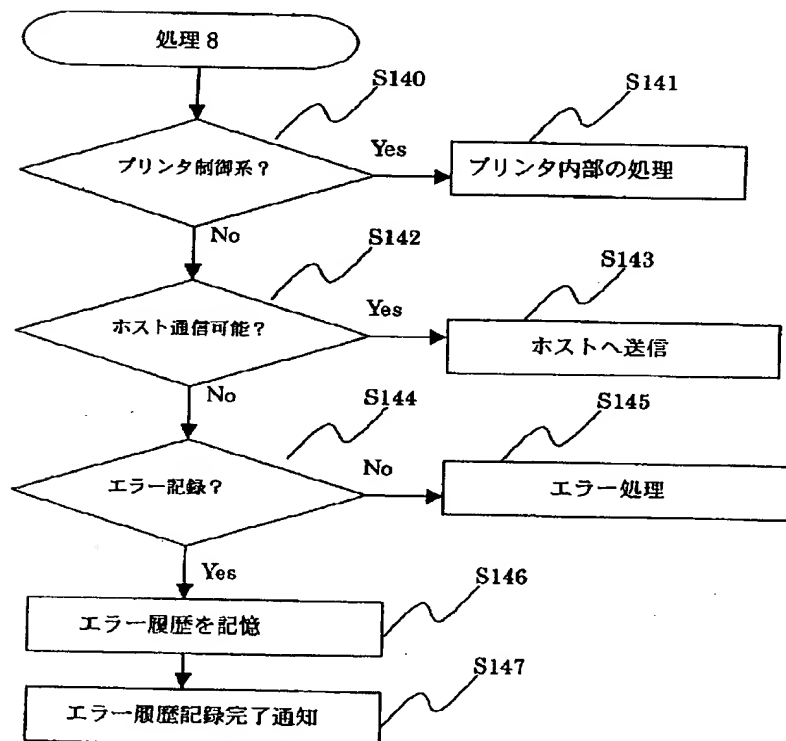 処理8
S140
S141
プリンタ制御系?
Yes
プリンタ内部の処理
No
S142
S143
ホスト通信可能?
Yes
ホストへ送信
No
S144
S145
エラー記録?
No
エラー処理
Yes
S146
エラー履歴を記憶
S147
エラー履歴記録完了通知